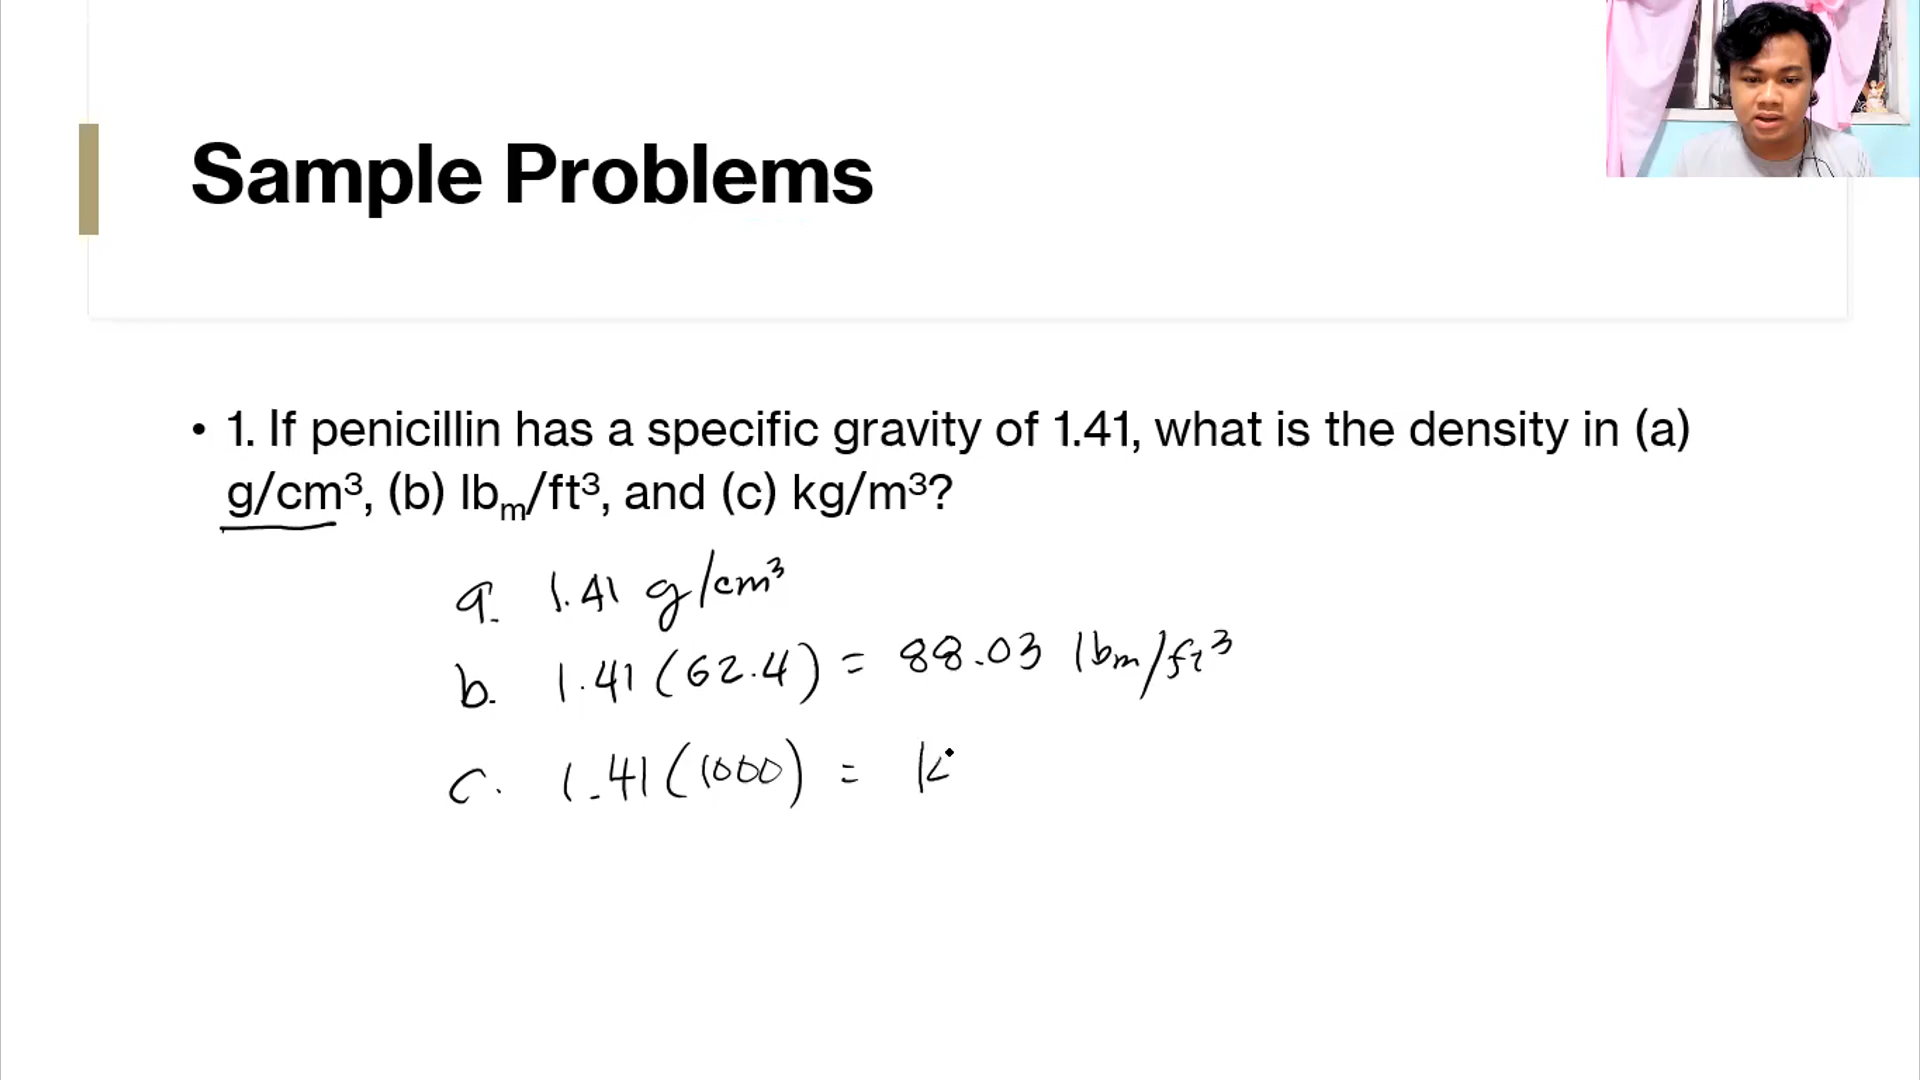 Sample Problems
• 1. If penicillin has a specific gravity of 1.41, what is the density in (a)
g/cm³, (b) lbₘ/ft³, and (c) kg/m³?
a. 1.41 g/cm³
b. 1.41 (62.4) = 88.03 lbₘ/ft³
c. 1.41 (1000) = k